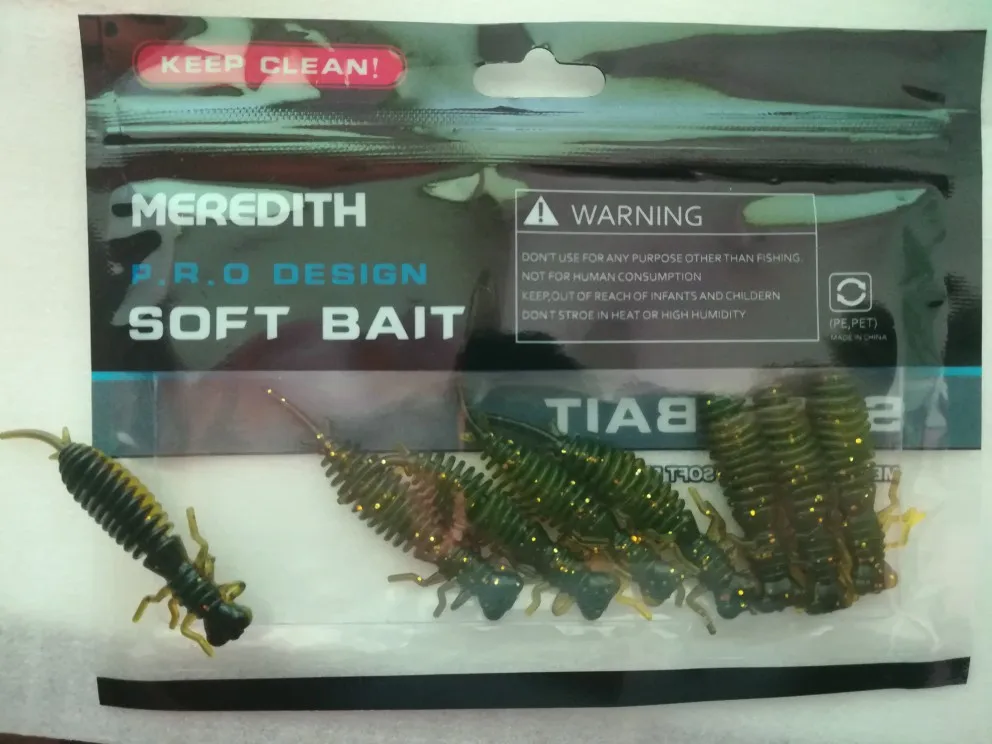 KEEP CLEAN!
MEREDITH
P.R.O DESIGN
SOFT BAIT
WARNING
DON'T USE FOR ANY PURPOSE OTHER THAN FISHING.
NOT FOR HUMAN CONSUMPTION
KEEP,OUT OF REACH OF INFANTS AND CHILDERN
DON'T STROE IN HEAT OR HIGH HUMIDITY
(PE,PET)
MADE IN CHINA
BAIT
SOFT